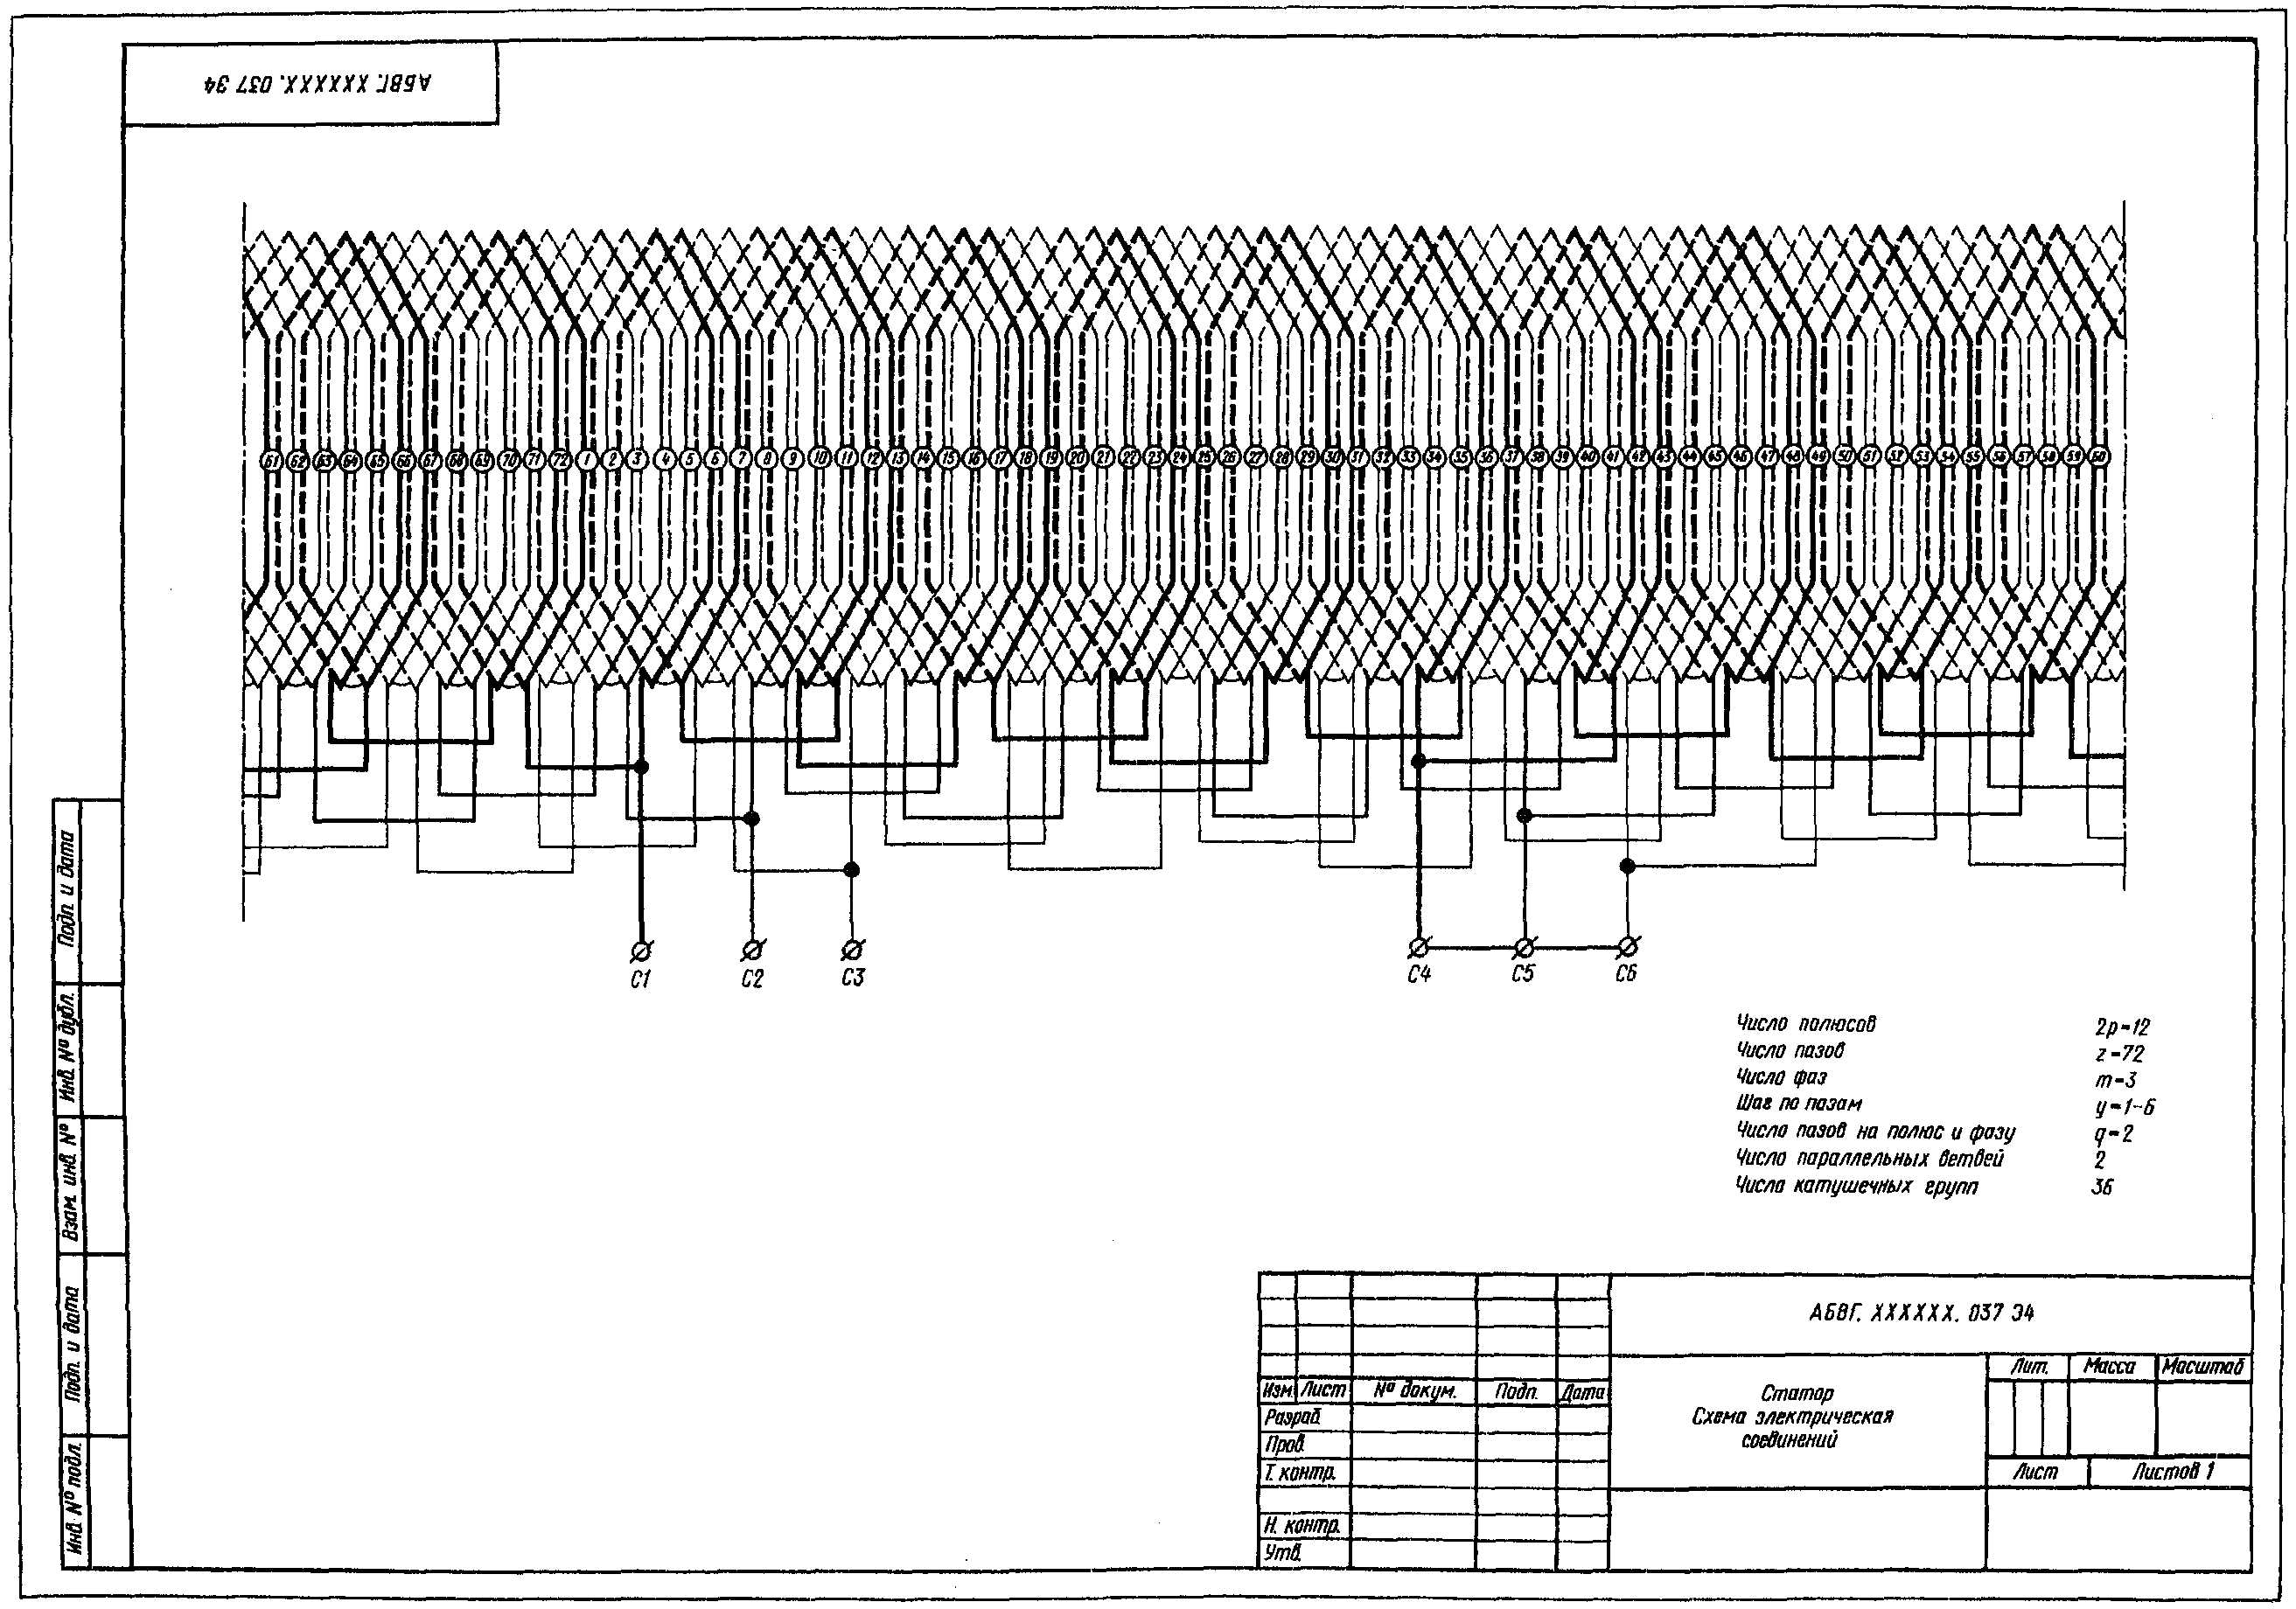 АБВГ. XXXXXX. 037 Э4
61 62 63 64 65 66 67 68 69 70 71 72 1 2 3 4 5 6 7 8 9 10 11 12 13 14 15 16 17 18 19 20 21 22 23 24 25 26 27 28 29 30 31 32 33 34 35 36 37 38 39 40 41 42 43 44 45 46 47 48 49 50 51 52 53 54 55 56 57 58 59 60
С1 С2 С3 С4 С5 С6
Число полюсов 2р=12
Число пазов z=72
Число фаз m=3
Шаг по пазам y=1-6
Число пазов на полюс и фазу q=2
Число параллельных ветвей 2
Число катушечных групп 36
Подп. и дата
Инв. № дубл.
Взам. инв. №
Подп. и дата
Инв. № подл.
АБВГ. XXXXXX. 037 Э4
Лит. Масса Масштаб
Изм. Лист № докум. Подп. Дата
Статор
Схема электрическая
соединений
Разраб.
Пров.
Т. контр.
Лист Листов 1
Н. контр.
Утв.